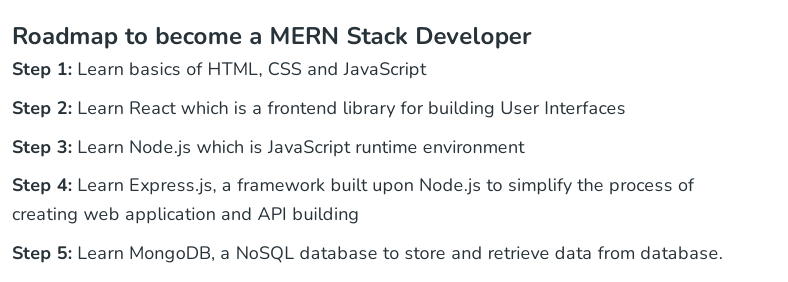 Roadmap to become a MERN Stack Developer
Step 1: Learn basics of HTML, CSS and JavaScript
Step 2: Learn React which is a frontend library for building User Interfaces
Step 3: Learn Node.js which is JavaScript runtime environment
Step 4: Learn Express.js, a framework built upon Node.js to simplify the process of
creating web application and API building
Step 5: Learn MongoDB, a NoSQL database to store and retrieve data from database.